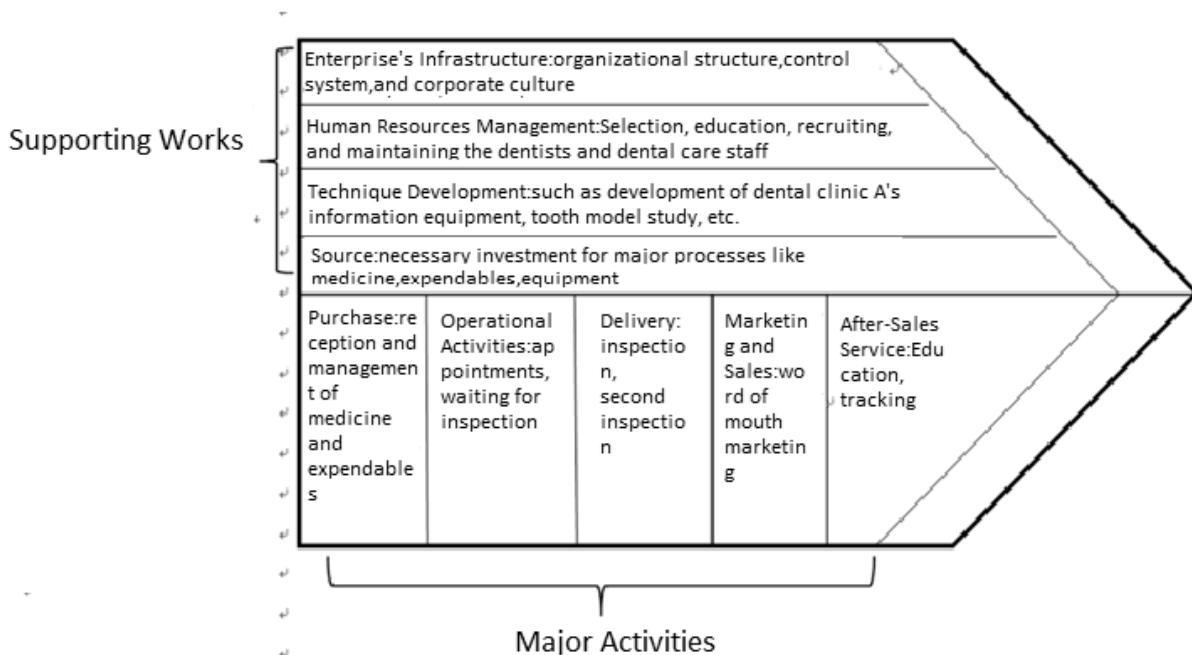 Supporting Works
Enterprise's Infrastructure:organizational structure,control
system,and corporate culture
Human Resources Management:Selection, education, recruiting,
and maintaining the dentists and dental care staff
Technique Development:such as development of dental clinic A's
information equipment, tooth model study, etc.
Source:necessary investment for major processes like
medicine,expendables,equipment
Purchase:re
ception and
managemen
t of
medicine
and
expendable
s
Operational
Activities:ap
pointments,
waiting for
inspection
Delivery:
inspectio
n,
second
inspectio
n
Marketin
g and
Sales:wo
rd of
mouth
marketin
g
After-Sales
Service:Edu
cation,
tracking
Major Activities